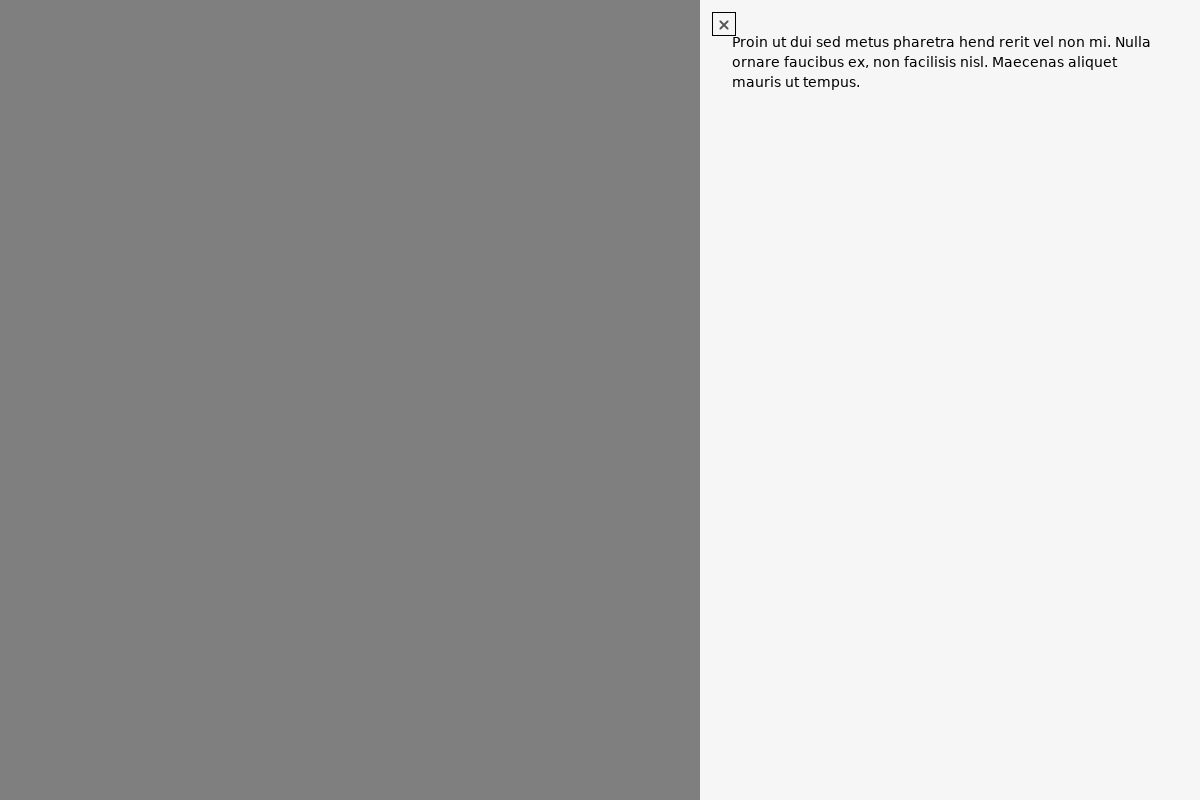 Proin ut dui sed metus pharetra hend rerit vel non mi. Nulla
ornare faucibus ex, non facilisis nisl. Maecenas aliquet
mauris ut tempus.